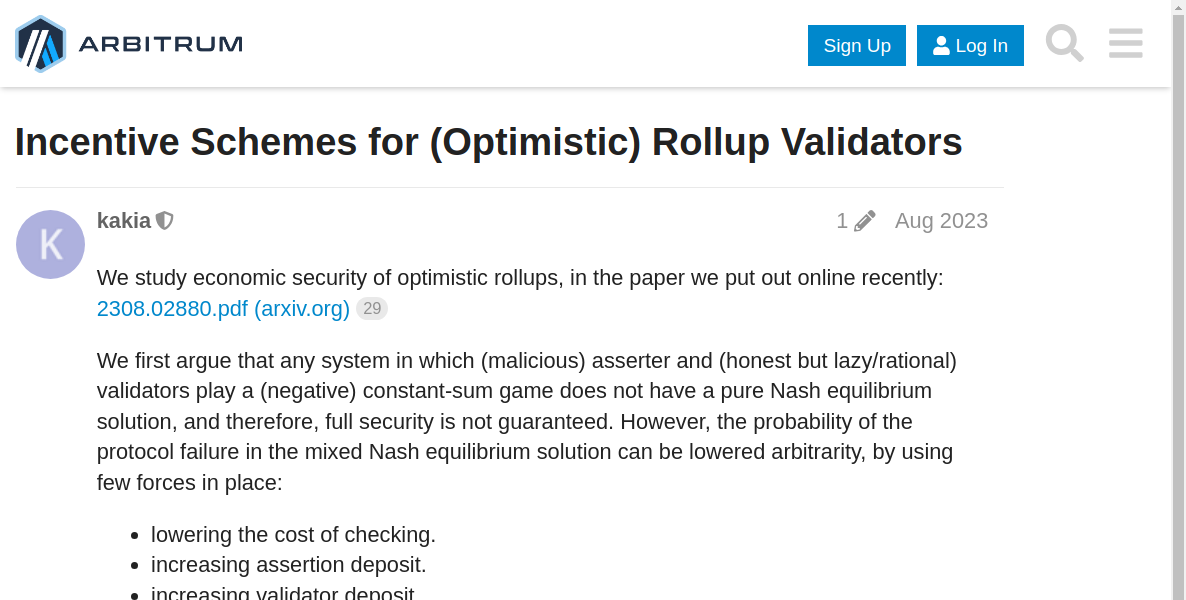 ARBITRUM
Sign Up
Log In
Incentive Schemes for (Optimistic) Rollup Validators
K
kakia
1
Aug 2023
We study economic security of optimistic rollups, in the paper we put out online recently:
2308.02880.pdf (arxiv.org) 29
We first argue that any system in which (malicious) asserter and (honest but lazy/rational)
validators play a (negative) constant-sum game does not have a pure Nash equilibrium
solution, and therefore, full security is not guaranteed. However, the probability of the
protocol failure in the mixed Nash equilibrium solution can be lowered arbitrarity, by using
few forces in place:
• lowering the cost of checking.
• increasing assertion deposit.
• increasing validator deposit